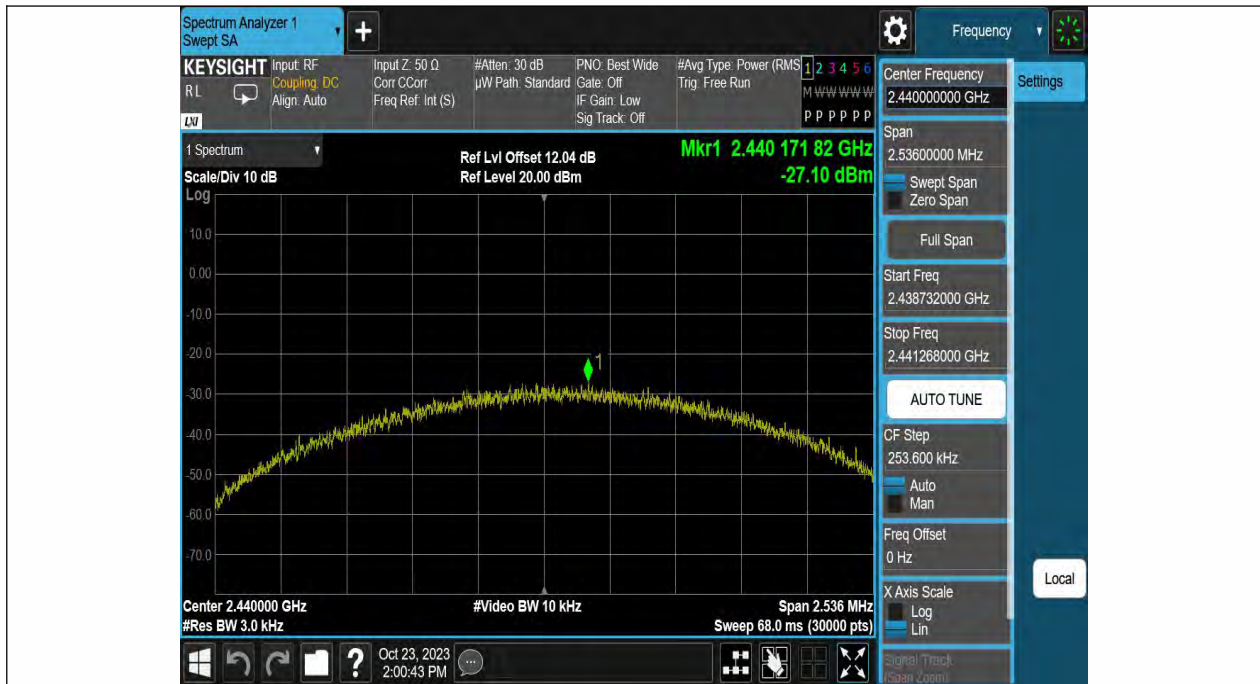 Spectrum Analyzer 1
Swept SA
+
Frequency
KEYSIGHT
R L
LXI
Input: RF
Coupling: DC
Align: Auto
Input Z: 50 Ω
Corr CCorr
Freq Ref: Int (S)
#Atten: 30 dB
µW Path: Standard
PNO: Best Wide
Gate: Off
IF Gain: Low
Sig Track: Off
#Avg Type: Power (RMS
Trig: Free Run
1 2 3 4 5 6
M W W W W W
P P P P P P
1 Spectrum
Scale/Div 10 dB
Log
Ref Lvl Offset 12.04 dB
Ref Level 20.00 dBm
Mkr1 2.440 171 82 GHz
-27.10 dBm
10.0
0.00
-10.0
-20.0
-30.0
-40.0
-50.0
-60.0
-70.0
1
Center 2.440000 GHz
#Res BW 3.0 kHz
#Video BW 10 kHz
Span 2.536 MHz
Sweep 68.0 ms (30000 pts)
?
Oct 23, 2023
2:00:43 PM
Center Frequency
2.440000000 GHz
Span
2.53600000 MHz
Swept Span
Zero Span
Full Span
Start Freq
2.438732000 GHz
Stop Freq
2.441268000 GHz
AUTO TUNE
CF Step
253.600 kHz
Auto
Man
Freq Offset
0 Hz
X Axis Scale
Log
Lin
Signal Track
(Span Zoom)
Settings
Local